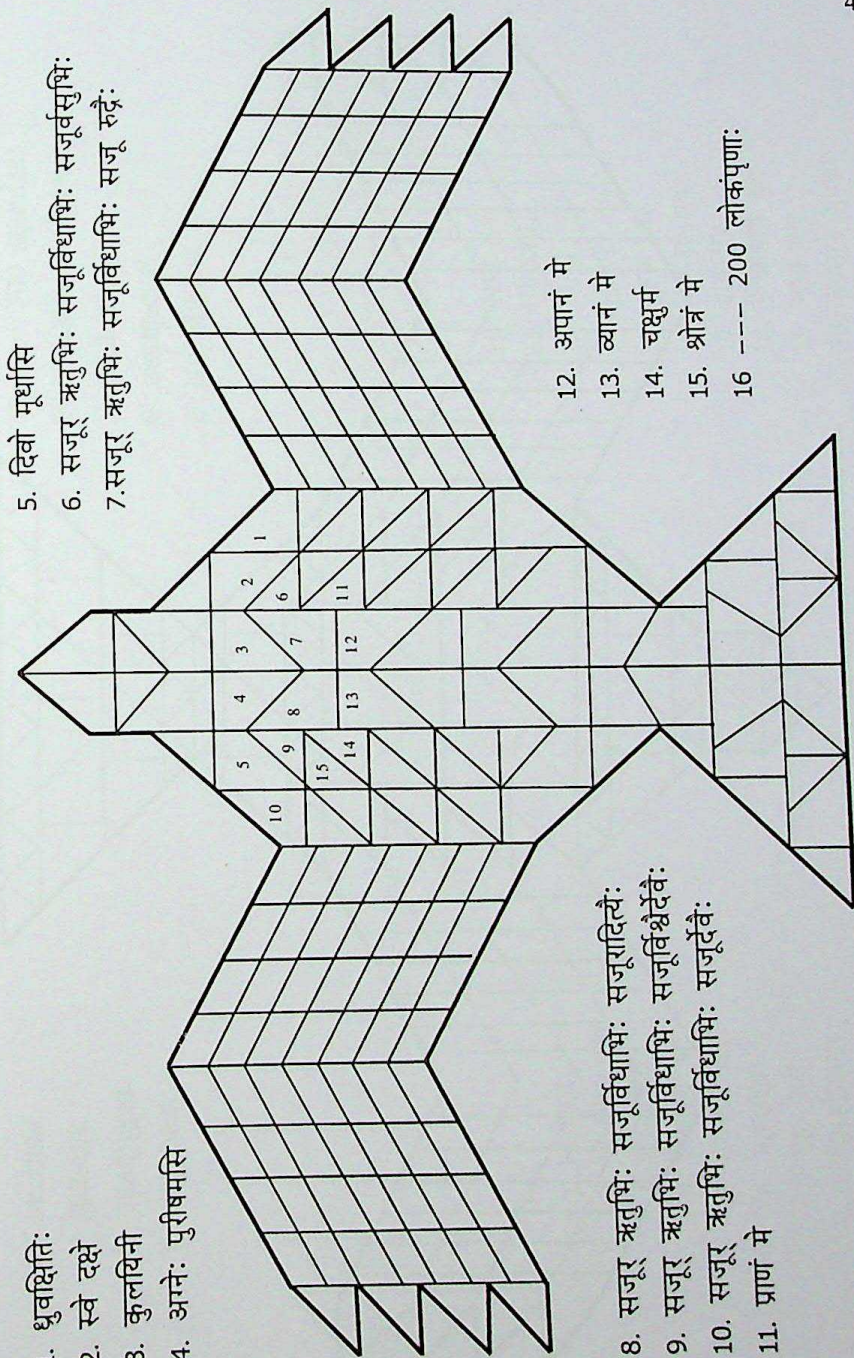 1. ध्रुवक्षितिः
2. स्वे दक्षे
3. कुलयिनी
4. अग्नेः पुरीषमसि
5. दिवो मूर्धासि
6. सजूर् ऋतुभिः सजूर्विधाभिः सजूर्वसुभिः
7.सजूर् ऋतुभिः सजूर्विधाभिः सजू रुद्रैः
8. सजूर् ऋतुभिः सजूर्विधाभिः सजूरादित्यैः
9. सजूर् ऋतुभिः सजूर्विधाभिः सजूर्विश्वैर्देवैः
10. सजूर् ऋतुभिः सजूर्विधाभिः सजूर्देवैः
11. प्राणं मे
12. अपानं मे
13. व्यानं मे
14. चक्षुर्म
15. श्रोत्रं मे
16 --- 200 लोकंपृणाः
1
2
3
4
5
6
7
8
9
10
11
12
13
14
15
4